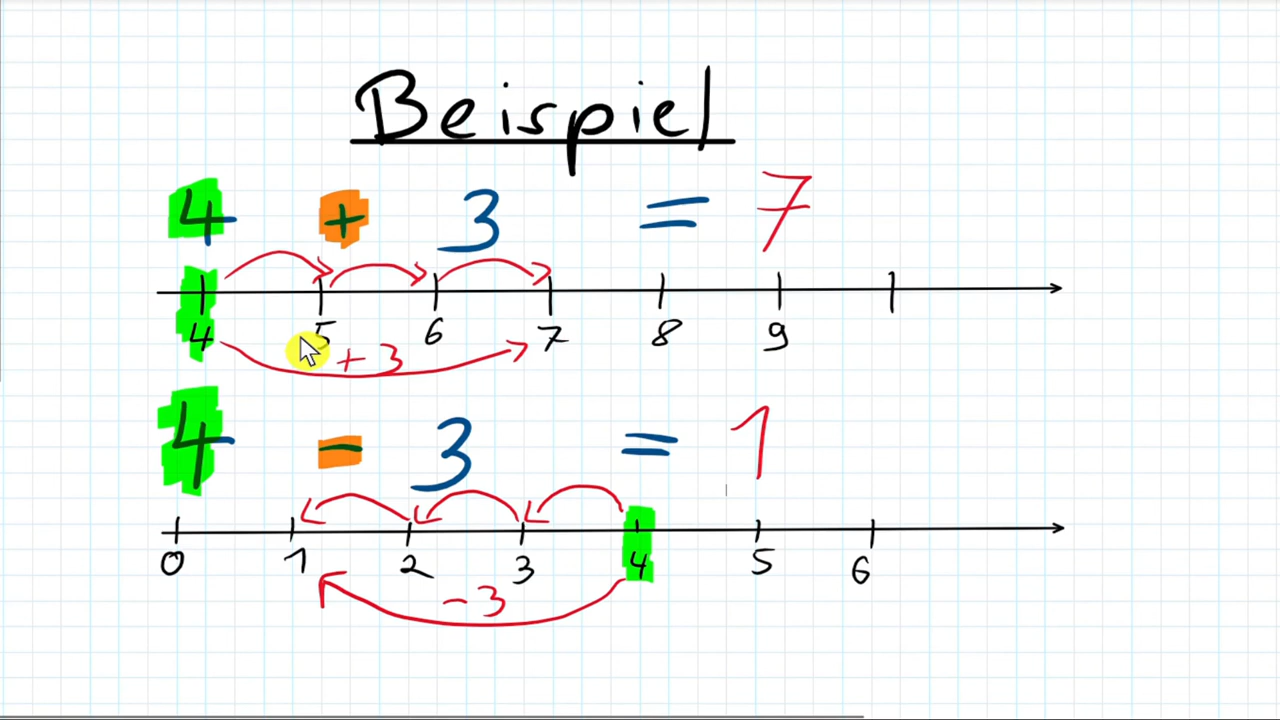 Beispiel
4 + 3 = 7
4 5 6 7 8 9
+ 3
4 - 3 = 1
0 1 2 3 4 5 6
- 3